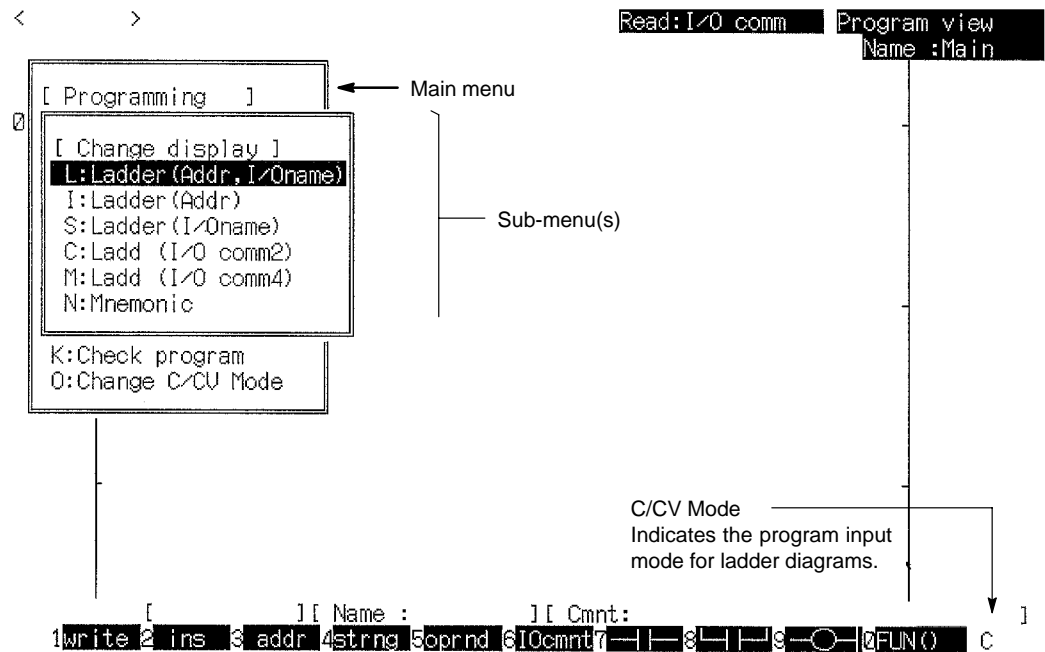 <          >
Read:I/O comm
Program view
Name :Main
[ Programming   ]
Main menu
0
[ Change display ]
L:Ladder(Addr,I/Oname)
I:Ladder(Addr)
S:Ladder(I/Oname)
C:Ladd (I/O comm2)
M:Ladd (I/O comm4)
N:Mnemonic
Sub-menu(s)
K:Check program
O:Change C/CV Mode
C/CV Mode
Indicates the program input
mode for ladder diagrams.
[            ][ Name :          ][ Cmnt:                              ]
1write 2 ins 3 addr 4strng 5oprnd 6IOcmnt7 8 9 0FUN() C